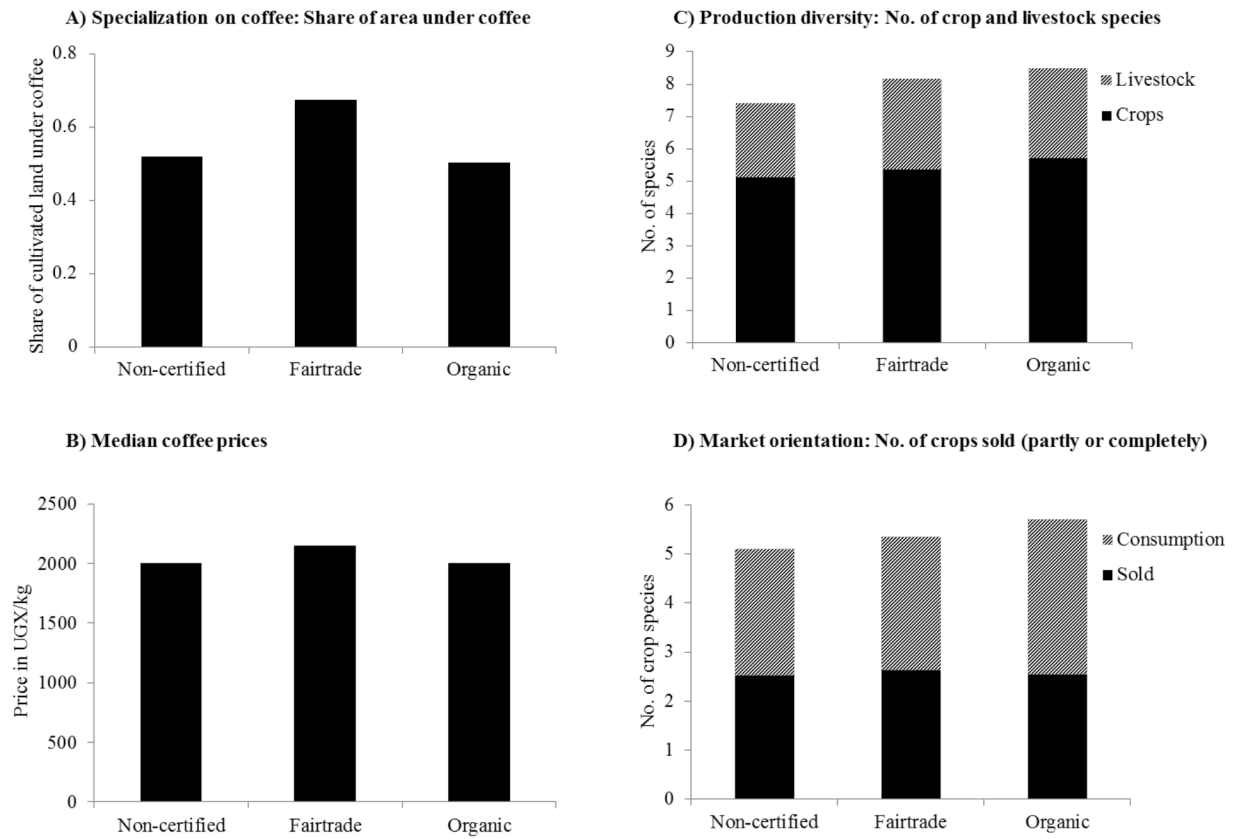 A) Specialization on coffee: Share of area under coffee
Share of cultivated land under coffee
0.8
0.6
0.4
0.2
0
Non-certified Fairtrade Organic
C) Production diversity: No. of crop and livestock species
No. of species
9
8
7
6
5
4
3
2
1
0
Non-certified Fairtrade Organic
Livestock
Crops
B) Median coffee prices
Price in UGX/kg
2500
2000
1500
1000
500
0
Non-certified Fairtrade Organic
D) Market orientation: No. of crops sold (partly or completely)
No. of crop species
6
5
4
3
2
1
0
Non-certified Fairtrade Organic
Consumption
Sold